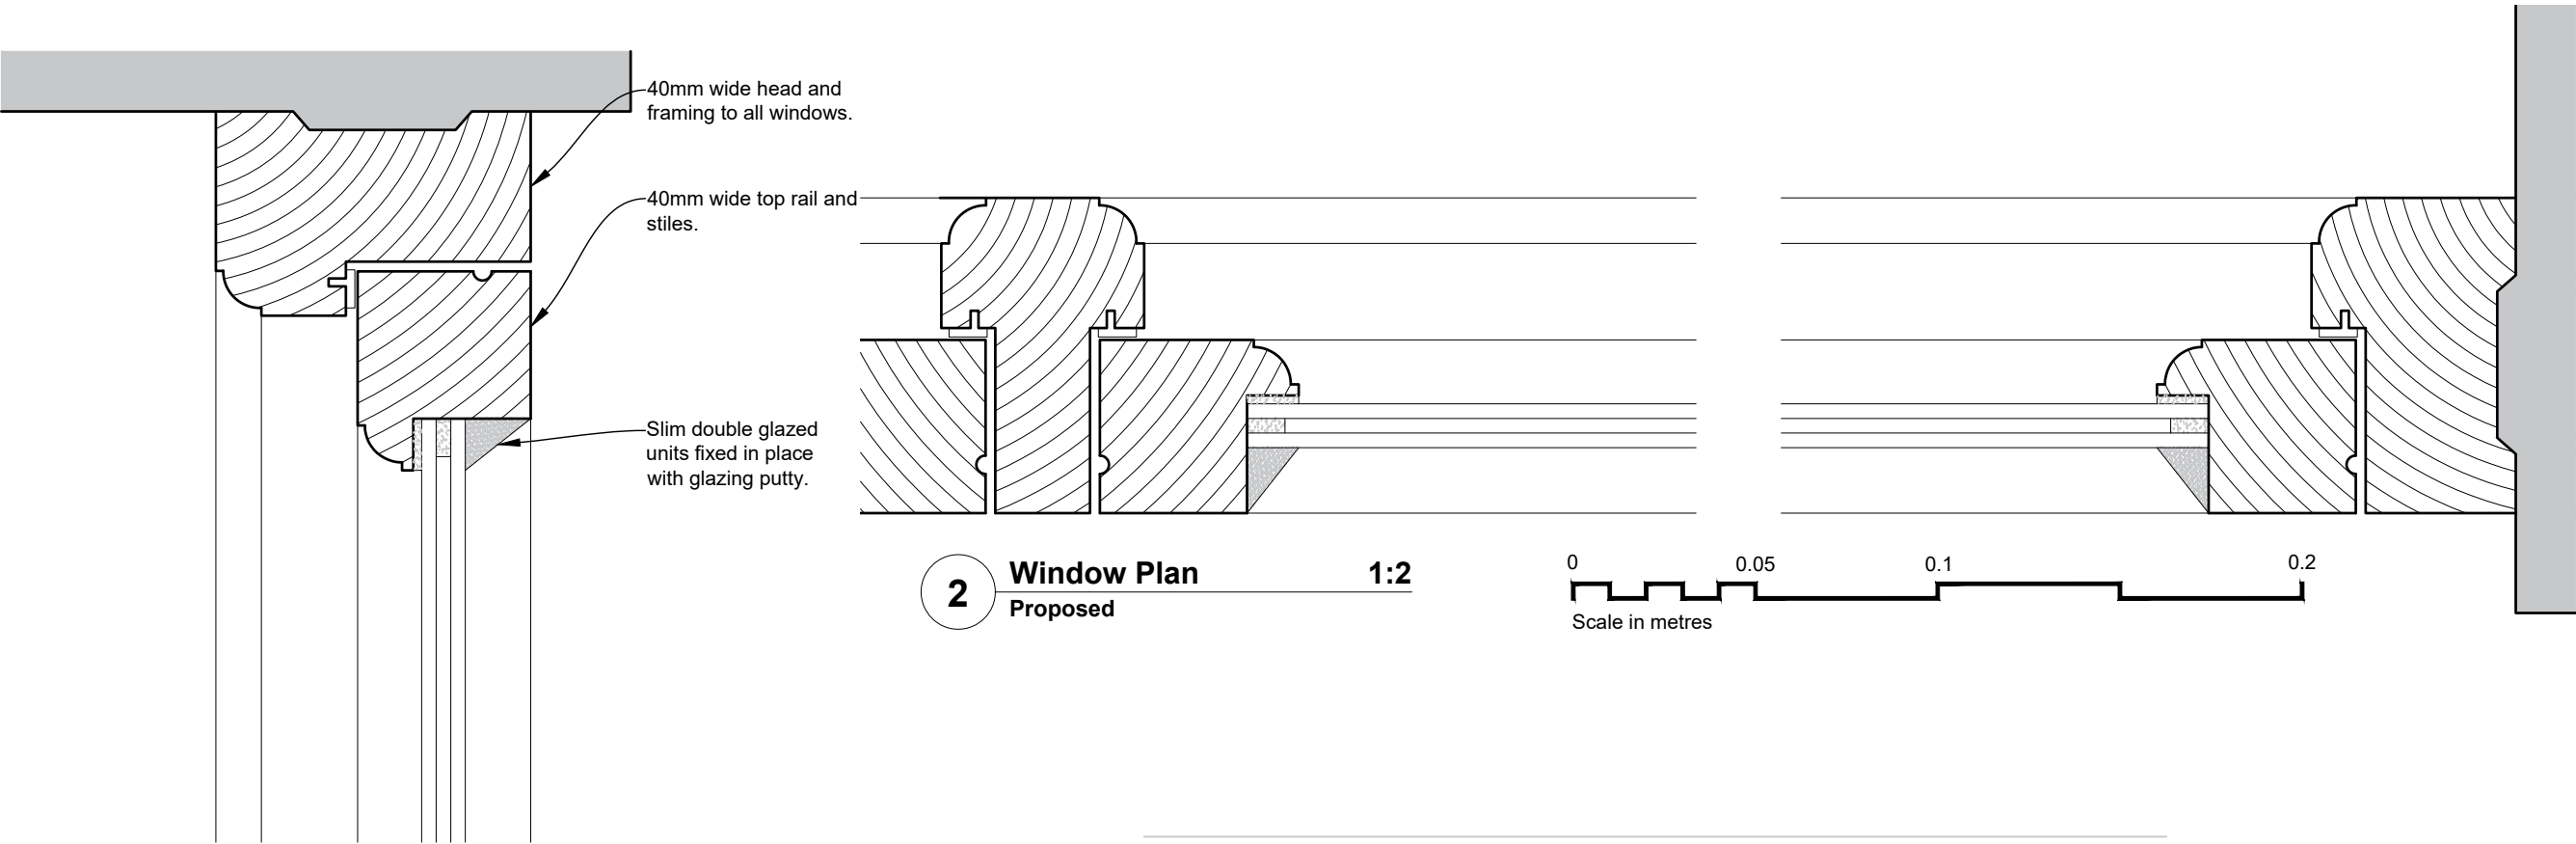 40mm wide head and
framing to all windows.
40mm wide top rail and
stiles.
Slim double glazed
units fixed in place
with glazing putty.
2
Window Plan 1:2
Proposed
0 0.05 0.1 0.2
Scale in metres